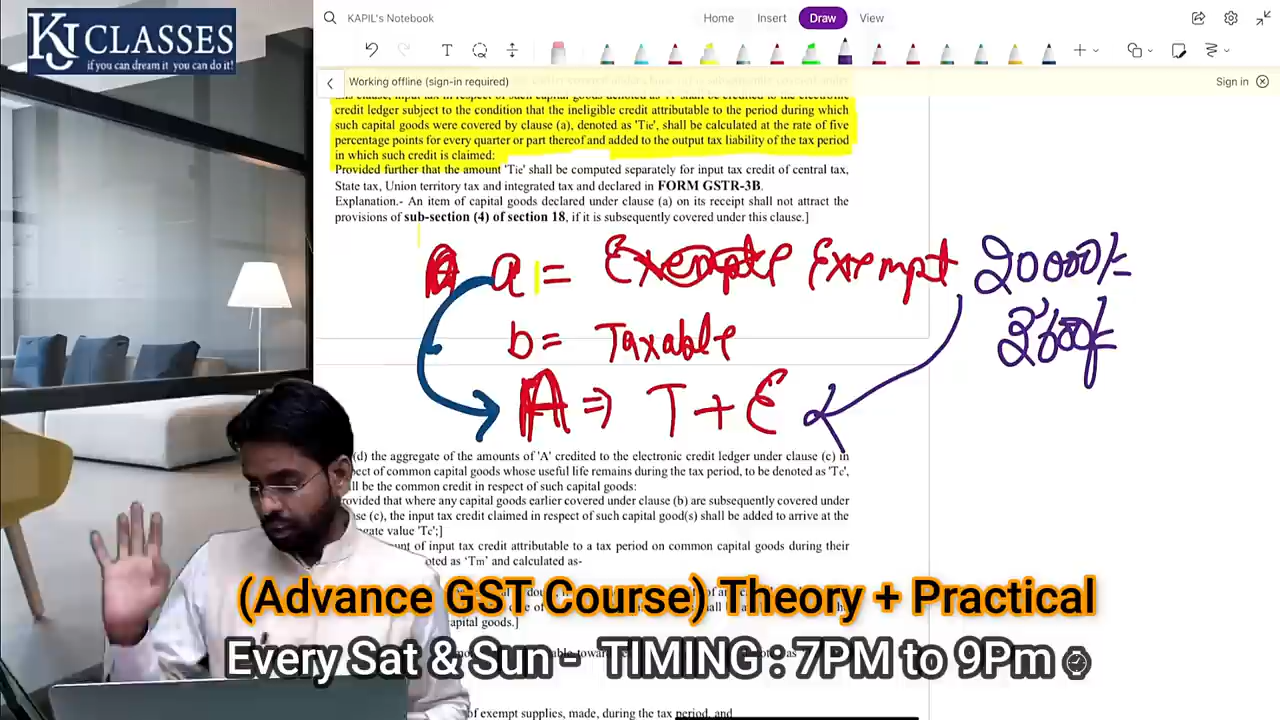 KJ CLASSES
if you can dream it you can do it!
KAPIL's Notebook
Home Insert Draw View
Working offline (sign-in required)
Sign in
credit ledger subject to the condition that the ineligible credit attributable to the period during which
such capital goods were covered by clause (a), denoted as 'Tie', shall be calculated at the rate of five
percentage points for every quarter or part thereof and added to the output tax liability of the tax period
in which such credit is claimed:
Provided further that the amount 'Tie' shall be computed separately for input tax credit of central tax,
State tax, Union territory tax and integrated tax and declared in FORM GSTR-3B.
Explanation.- An item of capital goods declared under clause (a) on its receipt shall not attract the
provisions of sub-section (4) of section 18, if it is subsequently covered under this clause.]
a = Exempt 20000/-
b = Taxable
A ⇒ T + E
(d) the aggregate of the amounts of 'A' credited to the electronic credit ledger under clause (c) in
of common capital goods whose useful life remains during the tax period, to be denoted as 'Tc',
be the common credit in respect of such capital goods:
that where any capital goods earlier covered under clause (b) are subsequently covered under
(c), the input tax credit claimed in respect of such capital good(s) shall be added to arrive at the
value 'Tc';]
of input tax credit attributable to a tax period on common capital goods during their
as 'Tm' and calculated as-
(Advance GST Course) Theory + Practical
capital goods.]
Every Sat & Sun - TIMING : 7PM to 9Pm
of exempt supplies, made, during the tax period, and